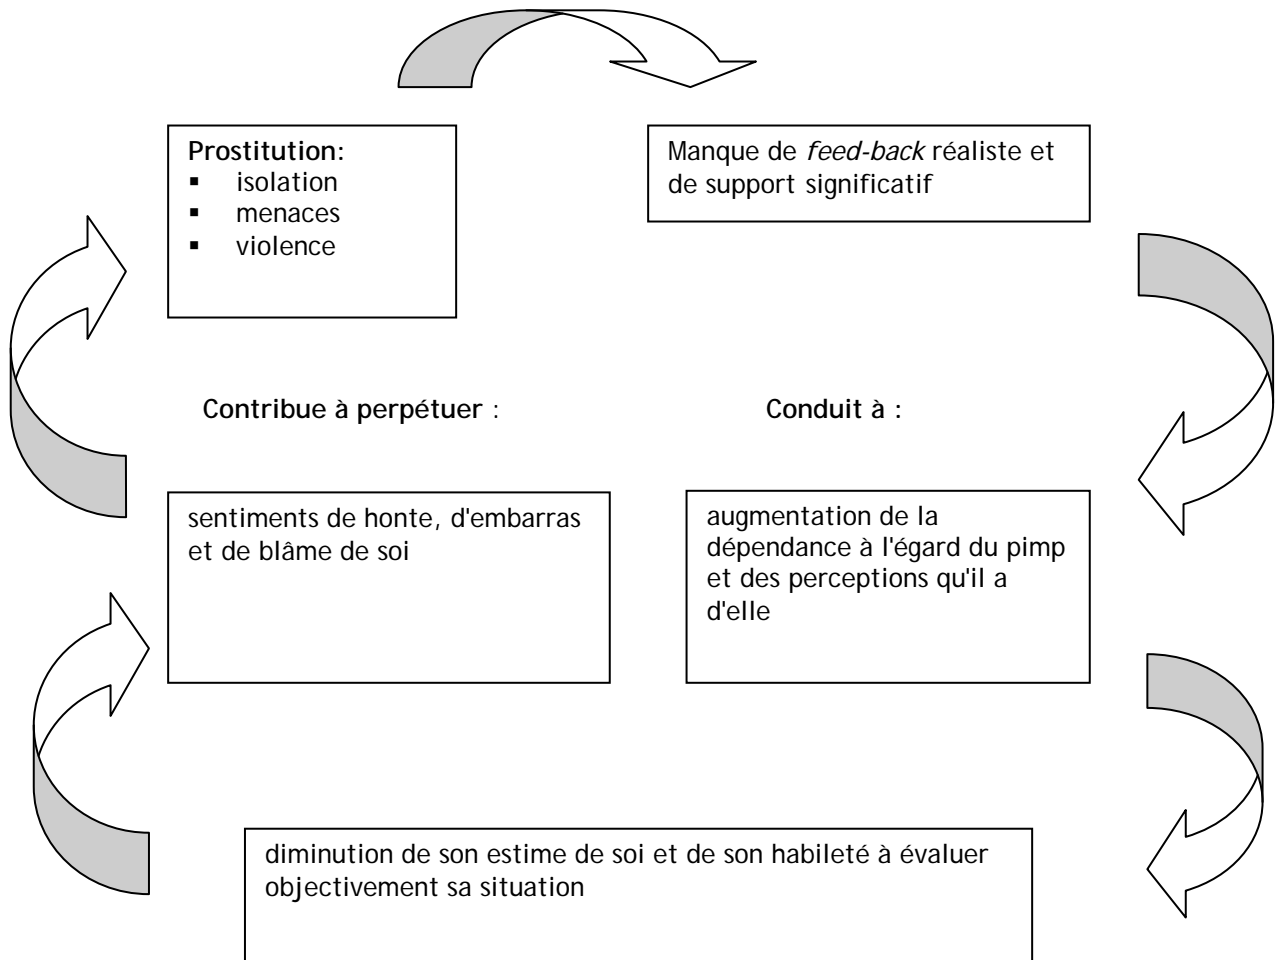 Prostitution:
▪ isolation
▪ menaces
▪ violence
Manque de feed-back réaliste et
de support significatif
Contribue à perpétuer :
Conduit à :
sentiments de honte, d'embarras
et de blâme de soi
augmentation de la
dépendance à l'égard du pimp
et des perceptions qu'il a
d'elle
diminution de son estime de soi et de son habileté à évaluer
objectivement sa situation